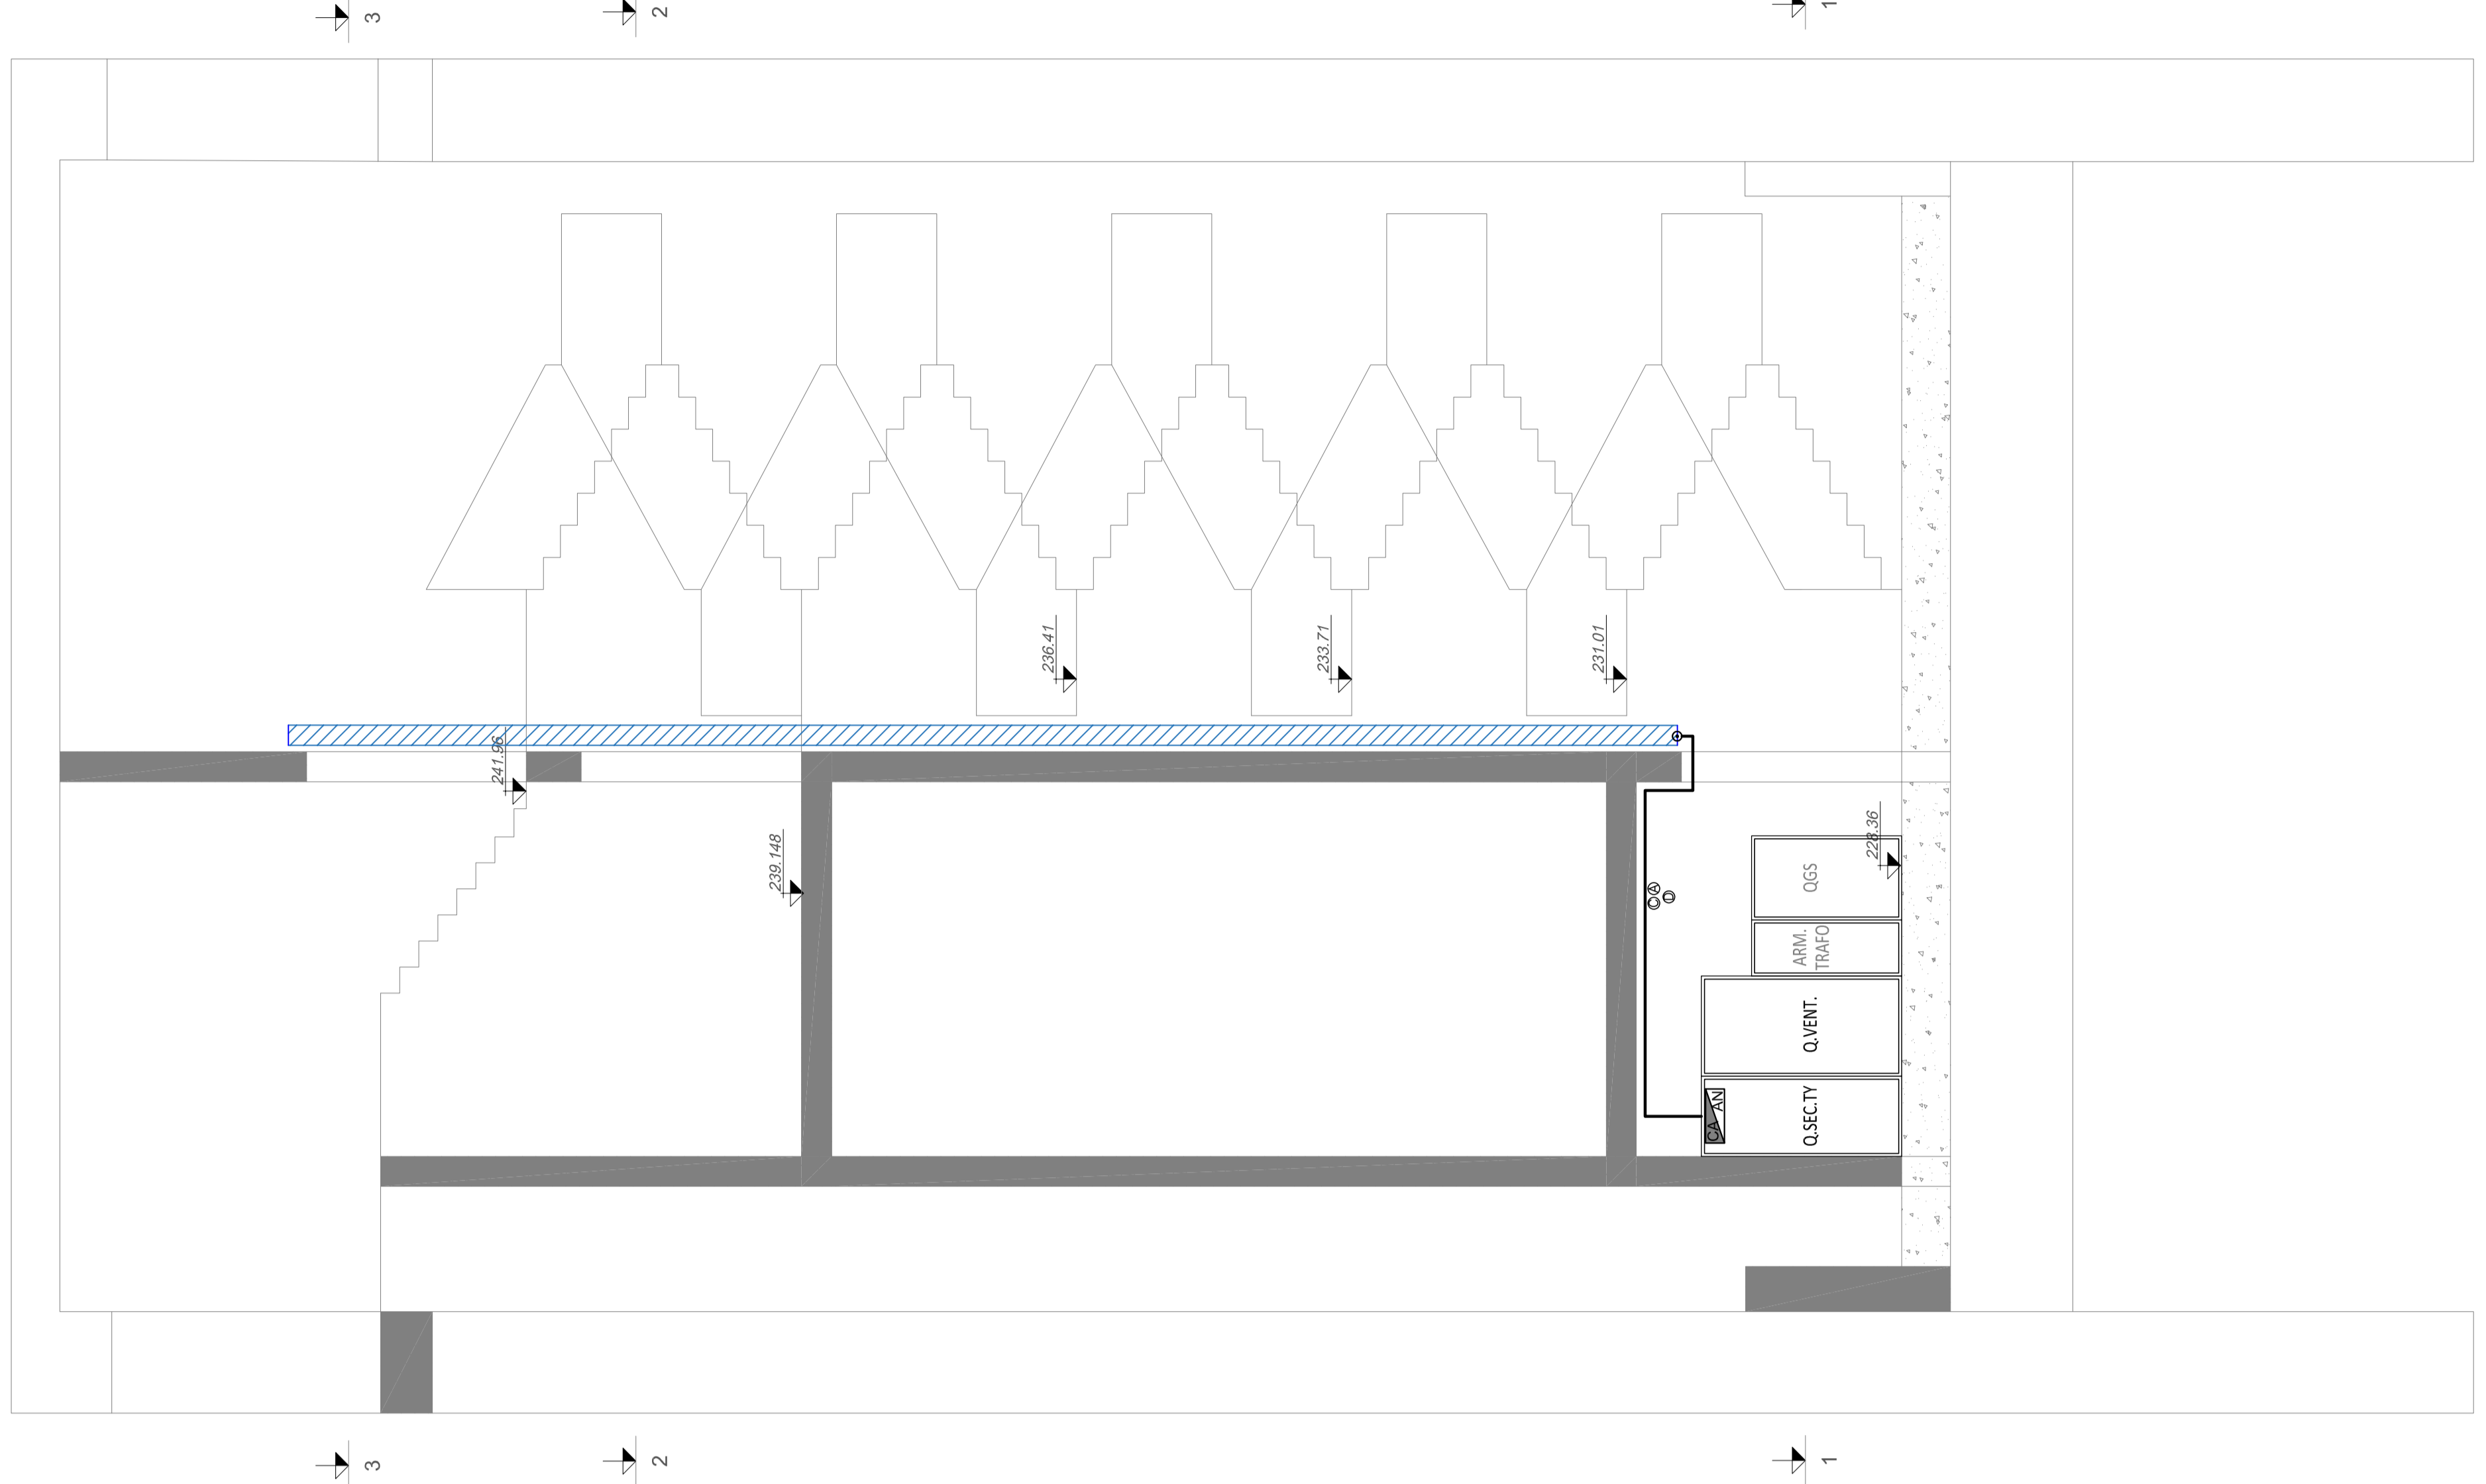 3
2
1
236.41
233.71
231.01
241.96
239.148
228.36
C A
D
QGS
ARM.
TRAFO
Q.VENT.
Q.SEC.TY
CA AN
3
2
1